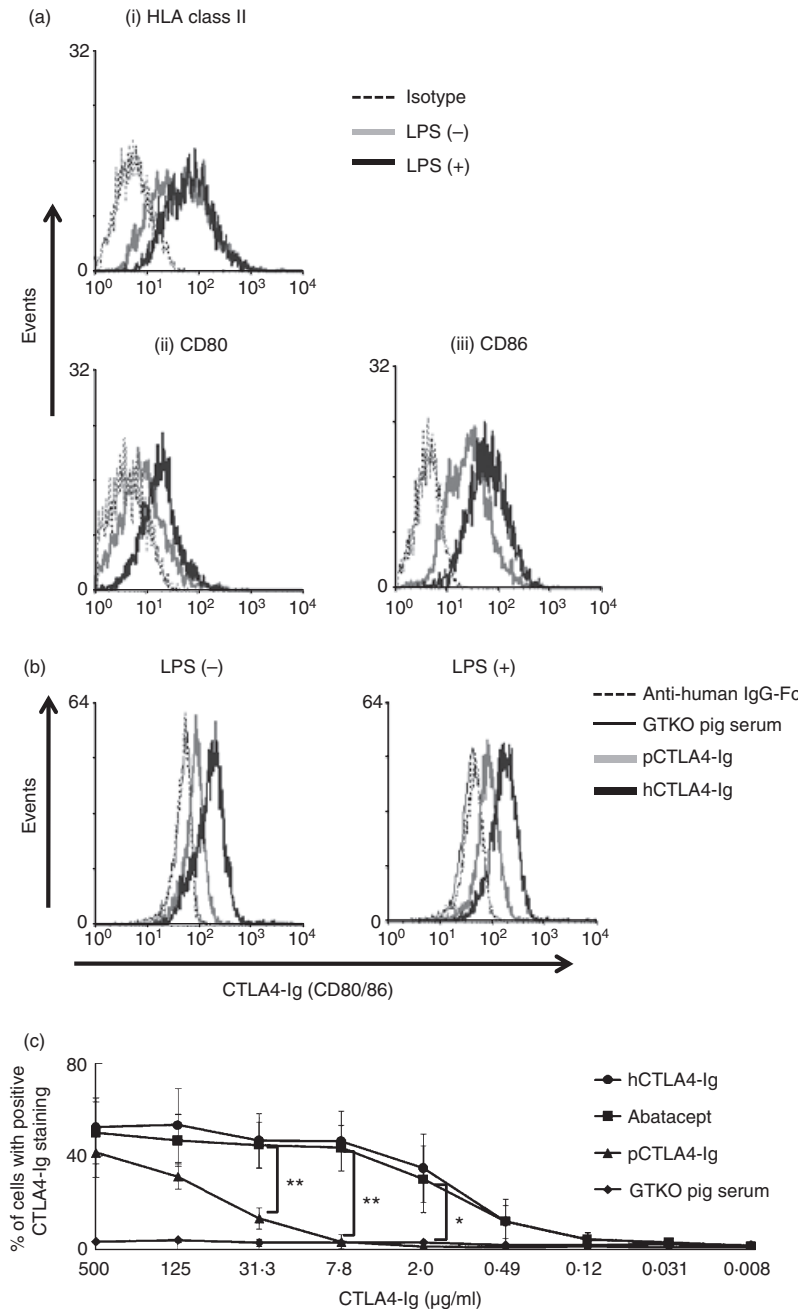 (a)
(i) HLA class II
32
0
10⁰ 10¹ 10² 10³ 10⁴
Isotype
LPS (–)
LPS (+)
Events
(ii) CD80
32
0
10⁰ 10¹ 10² 10³ 10⁴
(iii) CD86
32
0
10⁰ 10¹ 10² 10³ 10⁴
(b)
LPS (–)
64
0
10⁰ 10¹ 10² 10³ 10⁴
LPS (+)
64
0
10⁰ 10¹ 10² 10³ 10⁴
Events
Anti-human IgG-Fc
GTKO pig serum
pCTLA4-Ig
hCTLA4-Ig
CTLA4-Ig (CD80/86)
(c)
% of cells with positive
CTLA4-Ig staining
80
40
0
**
**
*
hCTLA4-Ig
Abatacept
pCTLA4-Ig
GTKO pig serum
500 125 31·3 7·8 2·0 0·49 0·12 0·031 0·008
CTLA4-Ig (µg/ml)